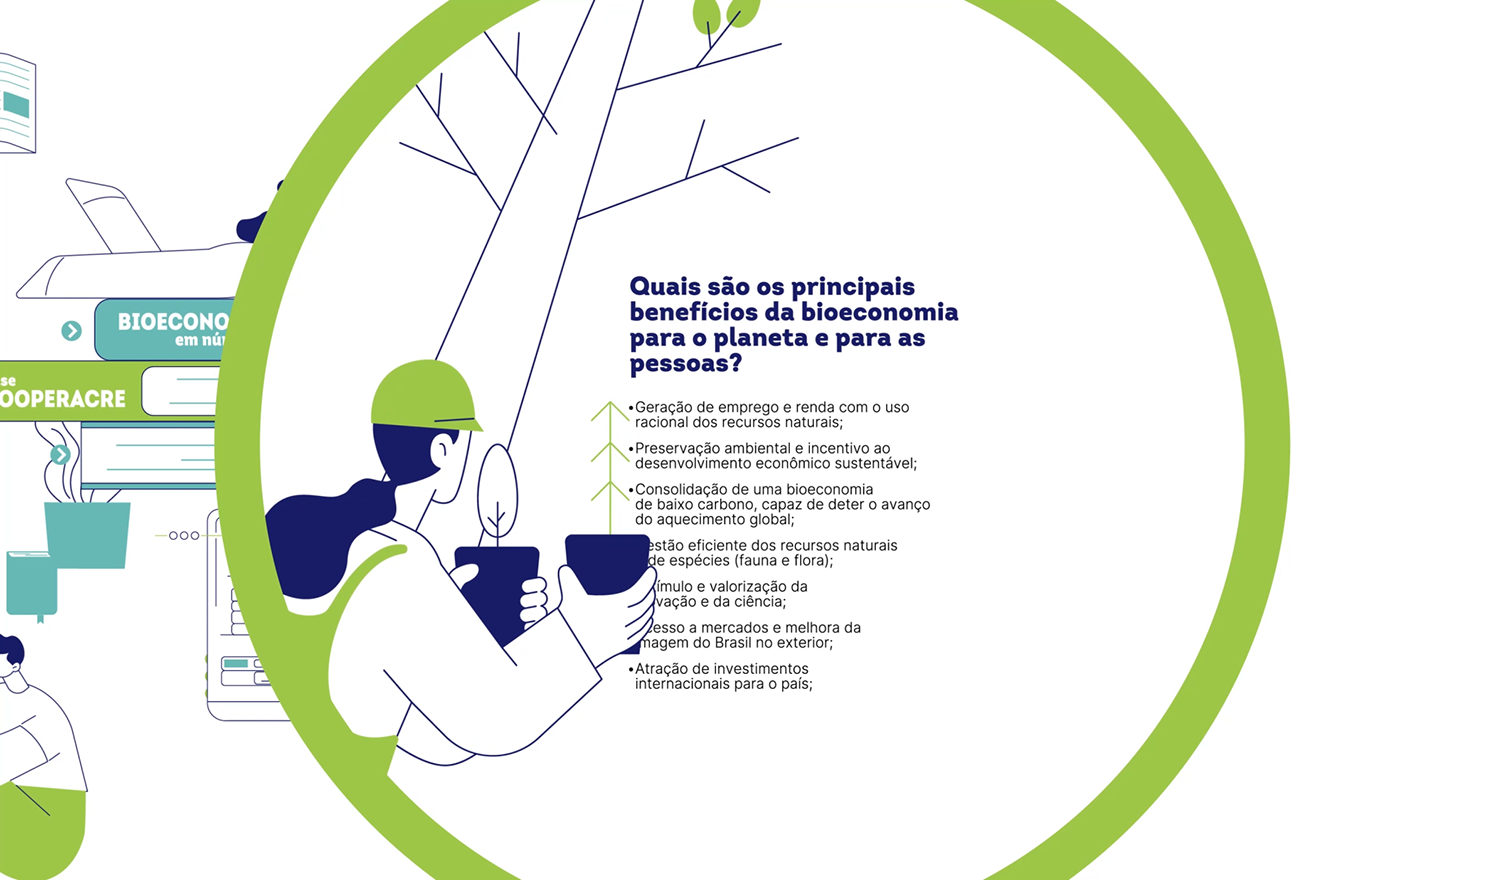 BIOECONO
em nú
se
OOPERACRE
Quais são os principais
benefícios da bioeconomia
para o planeta e para as
pessoas?
•Geração de emprego e renda com o uso
racional dos recursos naturais;
•Preservação ambiental e incentivo ao
desenvolvimento econômico sustentável;
•Consolidação de uma bioeconomia
de baixo carbono, capaz de deter o avanço
do aquecimento global;
estão eficiente dos recursos naturais
de espécies (fauna e flora);
ímulo e valorização da
vação e da ciência;
cesso a mercados e melhora da
magem do Brasil no exterior;
•Atração de investimentos
internacionais para o país;